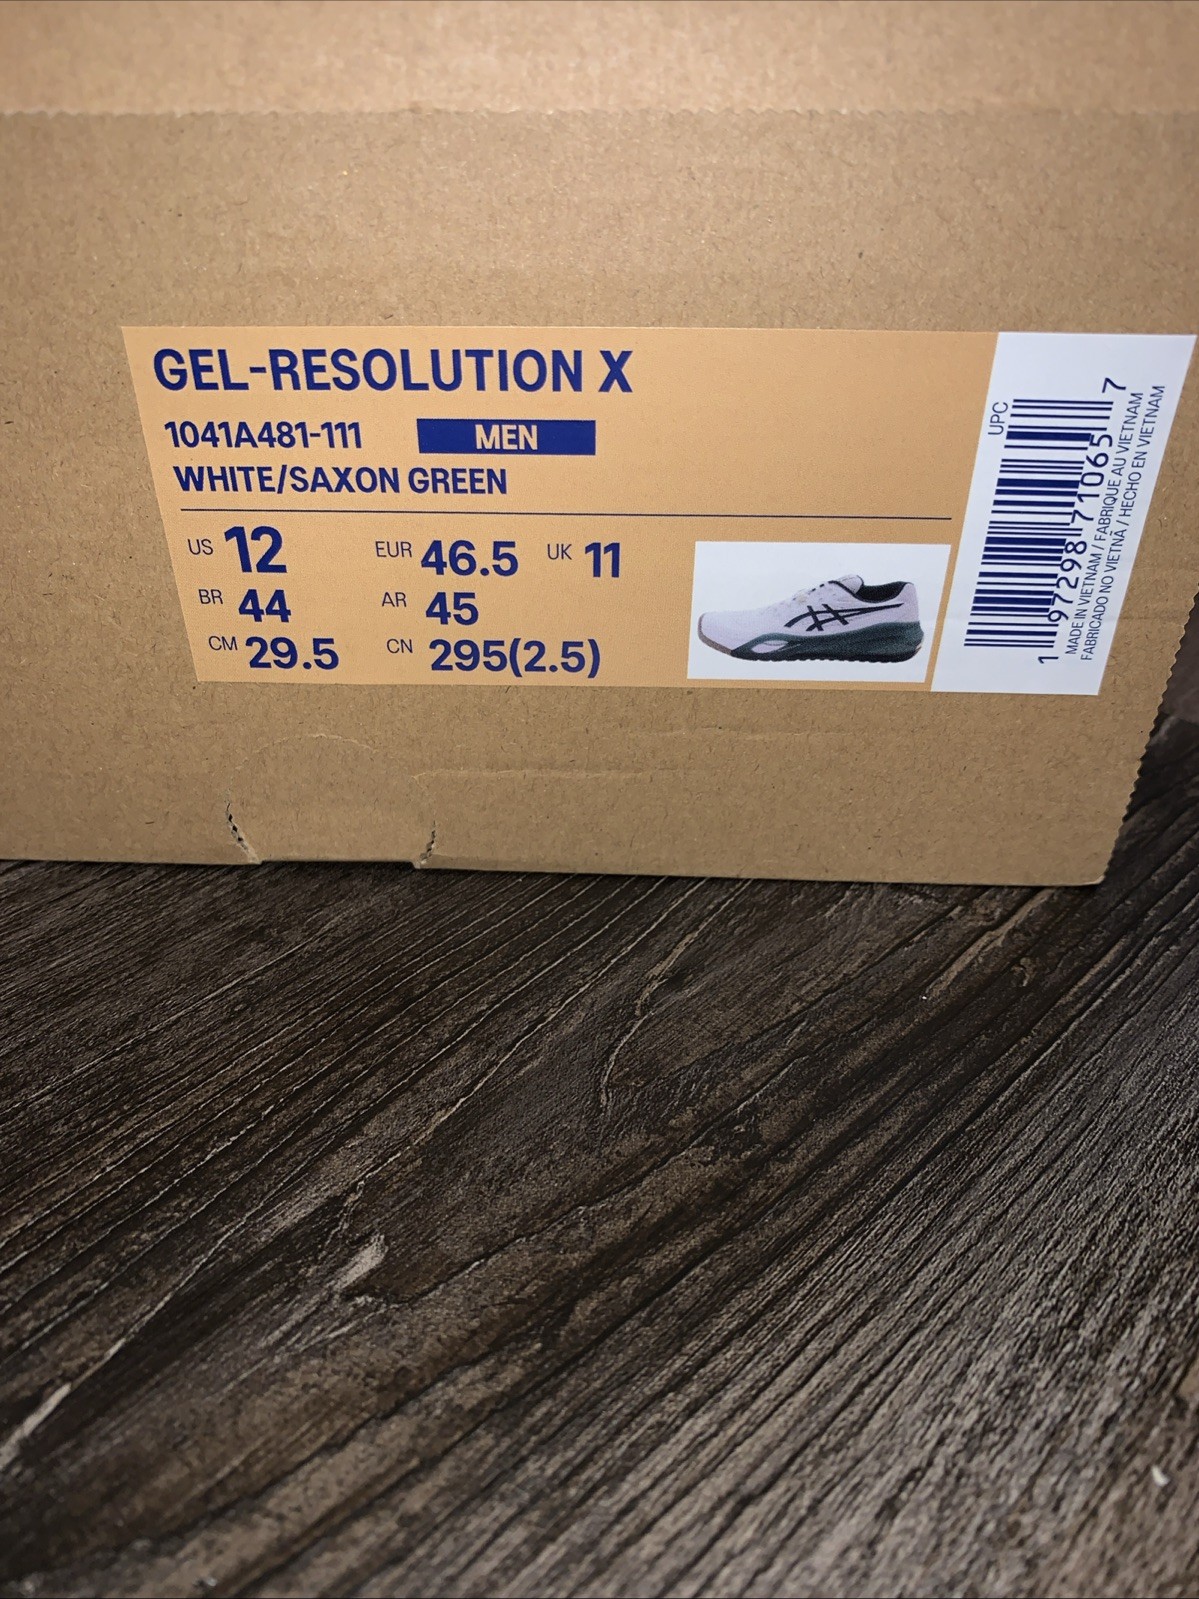 GEL-RESOLUTION X
1041A481-111 MEN
WHITE/SAXON GREEN
US 12 EUR 46.5 UK 11
BR 44 AR 45
CM 29.5 CN 295(2.5)
UPC
1 97298 71065 7
MADE IN VIETNAM / FABRIQUE AU VIETNAM
FABRICADO NO VIETNÃ / HECHO EN VIETNAM